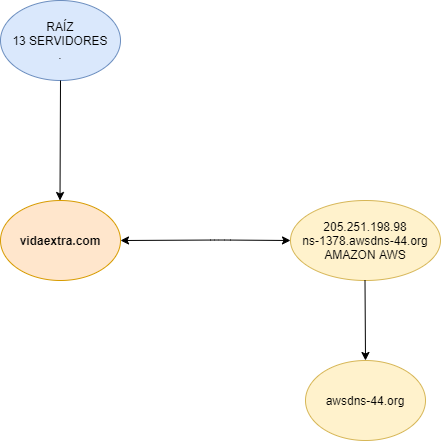 RAÍZ
13 SERVIDORES
.
vidaextra.com
205.251.198.98
ns-1378.awsdns-44.org
AMAZON AWS
awsdns-44.org